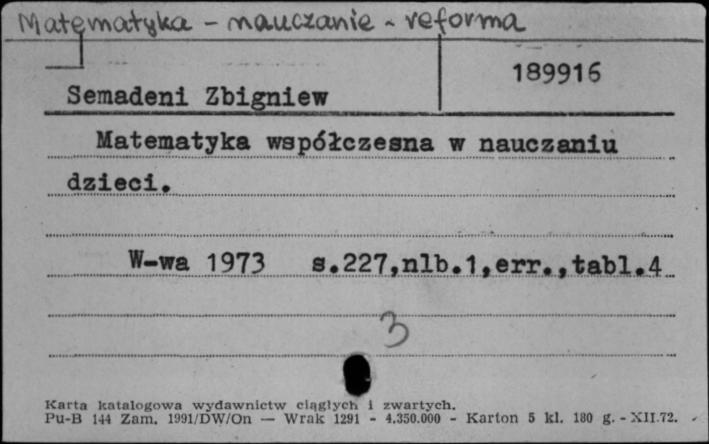 Matematyka - nauczanie - reforma
189916
Semadeni Zbigniew
Matematyka współczesna w nauczaniu
dzieci.
W-wa 1973 s.227,nlb.1,err.,tabl.4
3
Karta katalogowa wydawnictw ciągłych i zwartych.
Pu-B 144 Zam. 1991/DW/On — Wrak 1291 - 4.350.000 - Karton 5 kl. 180 g. - XII.72.